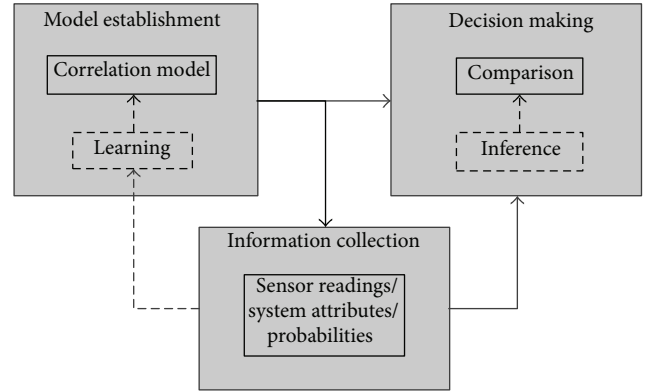 Model establishment
Correlation model
Learning
Decision making
Comparison
Inference
Information collection
Sensor readings/
system attributes/
probabilities